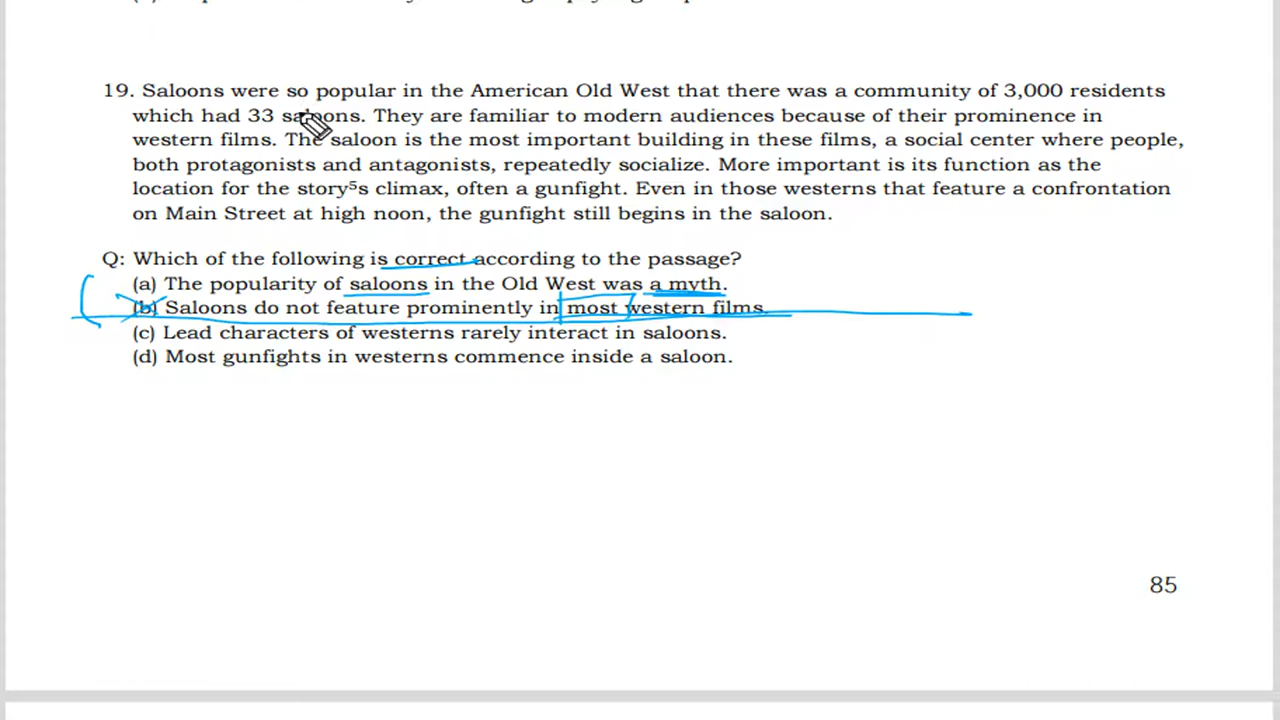 19. Saloons were so popular in the American Old West that there was a community of 3,000 residents
which had 33 saloons. They are familiar to modern audiences because of their prominence in
western films. The saloon is the most important building in these films, a social center where people,
both protagonists and antagonists, repeatedly socialize. More important is its function as the
location for the story⁵s climax, often a gunfight. Even in those westerns that feature a confrontation
on Main Street at high noon, the gunfight still begins in the saloon.
Q: Which of the following is correct according to the passage?
(a) The popularity of saloons in the Old West was a myth.
(b) Saloons do not feature prominently in most western films.
(c) Lead characters of westerns rarely interact in saloons.
(d) Most gunfights in westerns commence inside a saloon.
85